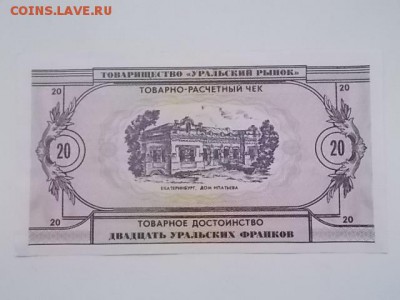 COINS.LAVE.RU
ТОВАРИЩЕСТВО «УРАЛЬСКИЙ РЫНОК»
ТОВАРНО-РАСЧЕТНЫЙ ЧЕК
20 20
20 20
ЕКАТЕРИНБУРГ, ДОМ ИПАТЬЕВА
20 20
ТОВАРНОЕ ДОСТОИНСТВО
ДВАДЦАТЬ УРАЛЬСКИХ ФРАНКОВ